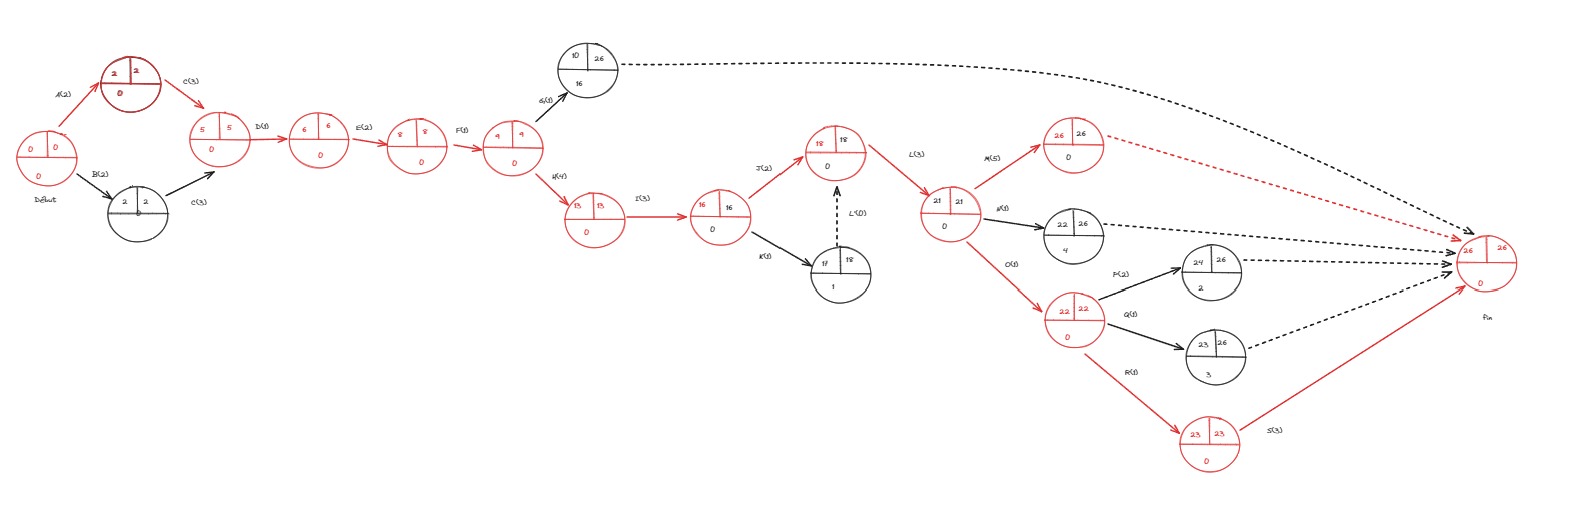 A(2)
2
2
0
C(3)
0
0
0
Début
B(2)
2
2
0
C(3)
5
5
0
D(1)
6
6
0
E(2)
8
8
0
F(1)
9
9
0
G(1)
10
26
16
H(4)
13
13
0
I(3)
16
16
0
J(2)
18
18
0
K(1)
17
18
1
L'(0)
L(3)
21
21
0
M(5)
26
26
0
N(1)
22
26
4
O(1)
22
22
0
P(2)
24
26
2
Q(1)
23
26
3
R(1)
23
23
0
S(3)
26
26
0
fin